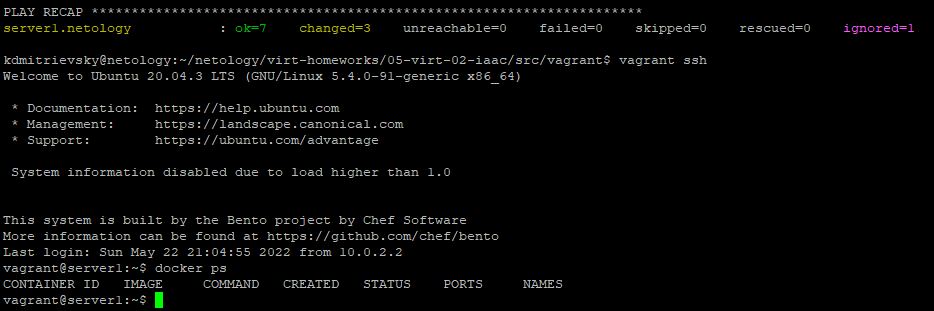 PLAY RECAP *********************************************************************
server1.netology           : ok=7    changed=3    unreachable=0    failed=0    skipped=0    rescued=0    ignored=1

kdmitrievsky@netology:~/netology/virt-homeworks/05-virt-02-iaac/src/vagrant$ vagrant ssh
Welcome to Ubuntu 20.04.3 LTS (GNU/Linux 5.4.0-91-generic x86_64)

 * Documentation:  https://help.ubuntu.com
 * Management:     https://landscape.canonical.com
 * Support:        https://ubuntu.com/advantage

 System information disabled due to load higher than 1.0


This system is built by the Bento project by Chef Software
More information can be found at https://github.com/chef/bento
Last login: Sun May 22 21:04:55 2022 from 10.0.2.2
vagrant@server1:~$ docker ps
CONTAINER ID   IMAGE     COMMAND   CREATED   STATUS    PORTS     NAMES
vagrant@server1:~$